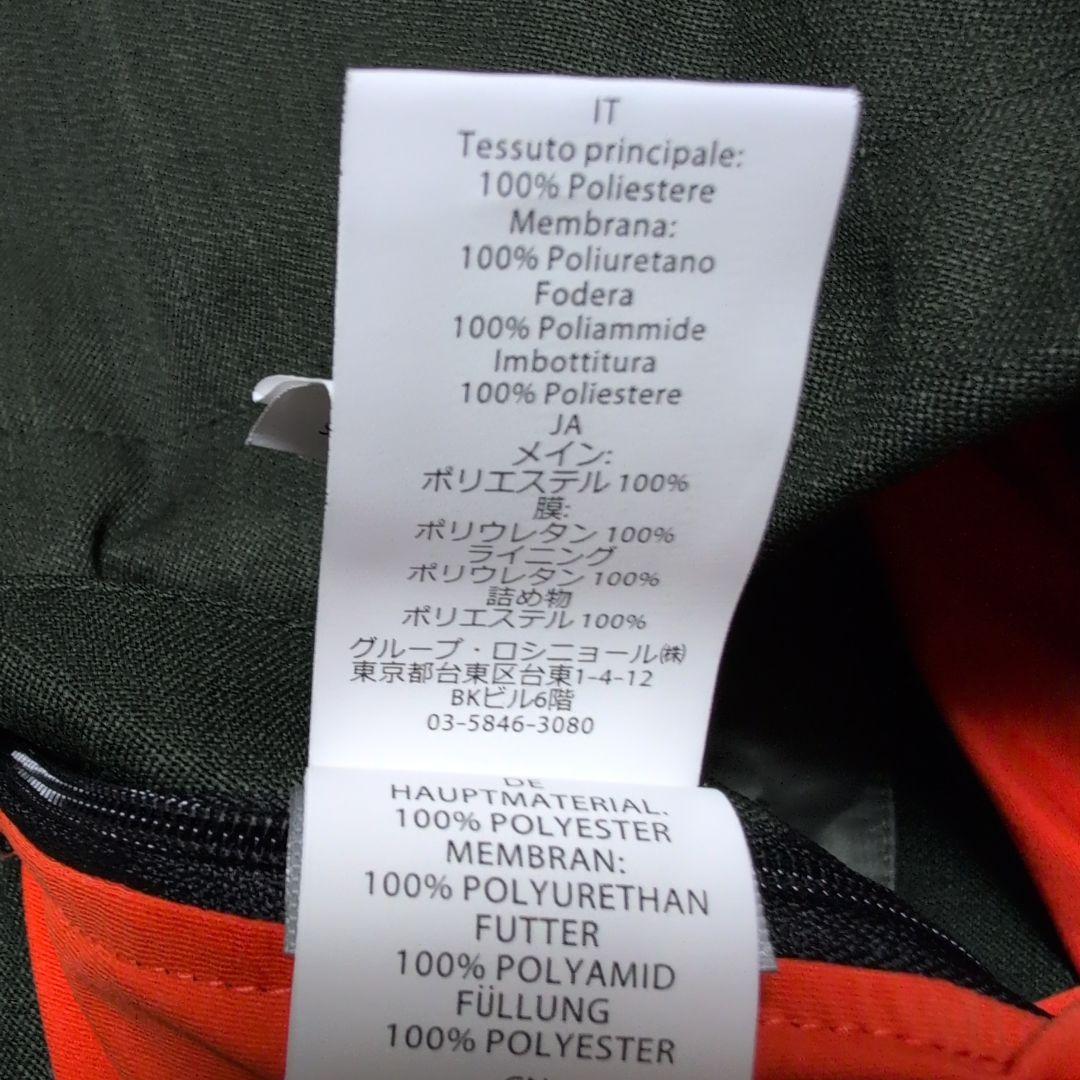 IT
Tessuto principale:
100% Poliestere
Membrana:
100% Poliuretano
Fodera
100% Poliammide
Imbottitura
100% Poliestere
JA
メイン:
ポリエステル 100%
膜:
ポリウレタン 100%
ライニング
ポリウレタン 100%
詰め物
ポリエステル 100%
グループ・ロシニョール㈱
東京都台東区台東1-4-12
BKビル6階
03-5846-3080
DE
HAUPTMATERIAL.
100% POLYESTER
MEMBRAN:
100% POLYURETHAN
FUTTER
100% POLYAMID
FÜLLUNG
100% POLYESTER